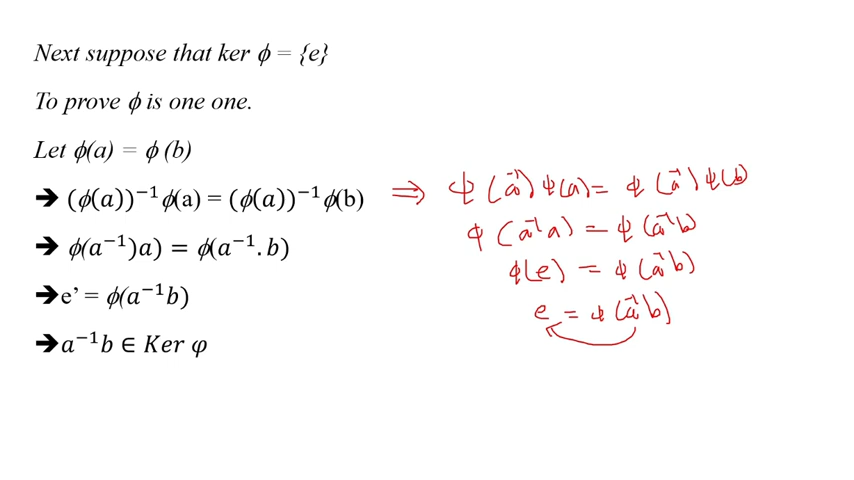 Next suppose that ker ϕ = {e}
To prove ϕ is one one.
Let ϕ(a) = ϕ (b)
➔ (ϕ(a))⁻¹ϕ(a) = (ϕ(a))⁻¹ϕ(b)
⇒ ϕ(a⁻¹) ϕ(a) = ϕ(a⁻¹) ϕ(b)
➔ ϕ(a⁻¹)a) = ϕ(a⁻¹.b)
ϕ(a⁻¹a) = ϕ(a⁻¹b)
ϕ(e) = ϕ(a⁻¹b)
➔e’ = ϕ(a⁻¹b)
e = ϕ(a⁻¹b)
➔a⁻¹b ∈ Ker φ